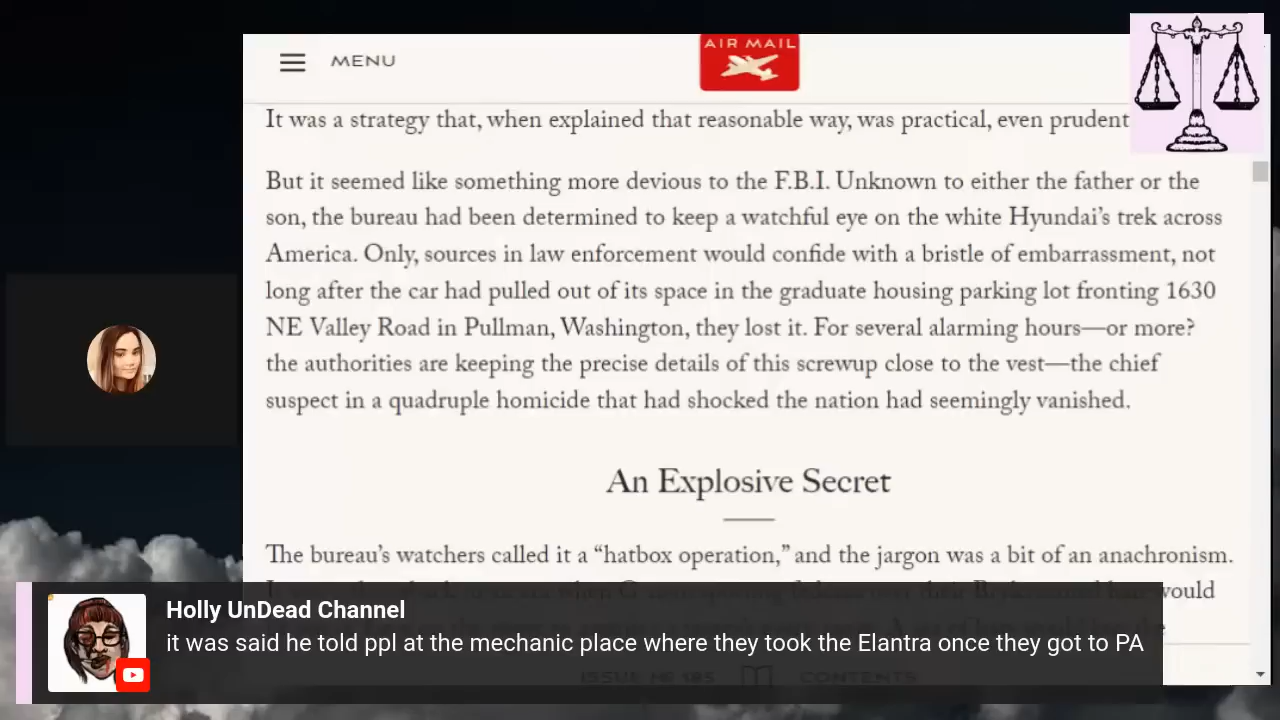 MENU
AIR MAIL
It was a strategy that, when explained that reasonable way, was practical, even prudent
But it seemed like something more devious to the F.B.I. Unknown to either the father or the
son, the bureau had been determined to keep a watchful eye on the white Hyundai's trek across
America. Only, sources in law enforcement would confide with a bristle of embarrassment, not
long after the car had pulled out of its space in the graduate housing parking lot fronting 1630
NE Valley Road in Pullman, Washington, they lost it. For several alarming hours—or more?
the authorities are keeping the precise details of this screwup close to the vest—the chief
suspect in a quadruple homicide that had shocked the nation had seemingly vanished.
An Explosive Secret
The bureau's watchers called it a “hatbox operation,” and the jargon was a bit of an anachronism.
would
Holly UnDead Channel
it was said he told ppl at the mechanic place where they took the Elantra once they got to PA
CONTENTS